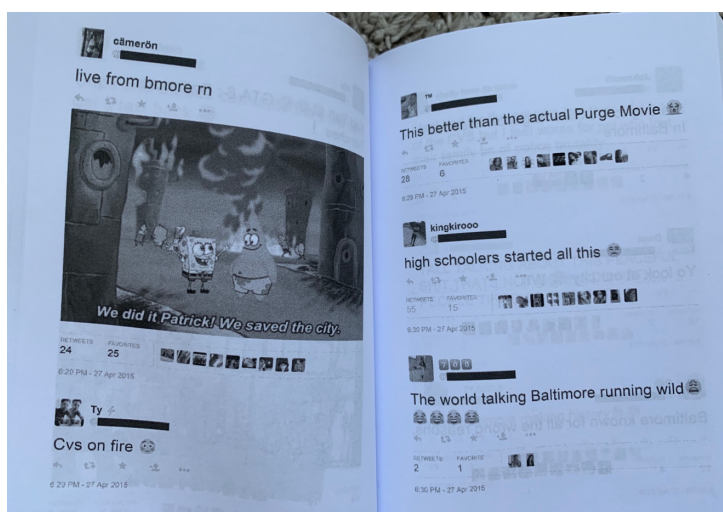 cämerön
live from bmore rn
We did it Patrick! We saved the city.
RETWEETS FAVORITES
24 25
6:20 PM - 27 Apr 2015
Ty
Cvs on fire
6:29 PM - 27 Apr 2015
TM
This better than the actual Purge Movie
RETWEETS FAVORITES
28 6
6:29 PM - 27 Apr 2015
kingkirooo
high schoolers started all this
RETWEETS FAVORITES
55 15
6:30 PM - 27 Apr 2015
The world talking Baltimore running wild
RETWEETS FAVORITE
2 1
6:30 PM - 27 Apr 2015